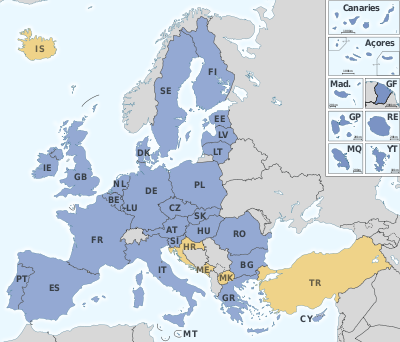 Canaries
Açores
Mad.
GF
GP
RE
MQ
YT
IS
FI
SE
EE
LV
LT
DK
IE
GB
NL
BE
LU
DE
PL
CZ
SK
AT
HU
SI
HR
RO
FR
ME
MK
BG
IT
PT
ES
GR
TR
CY
MT